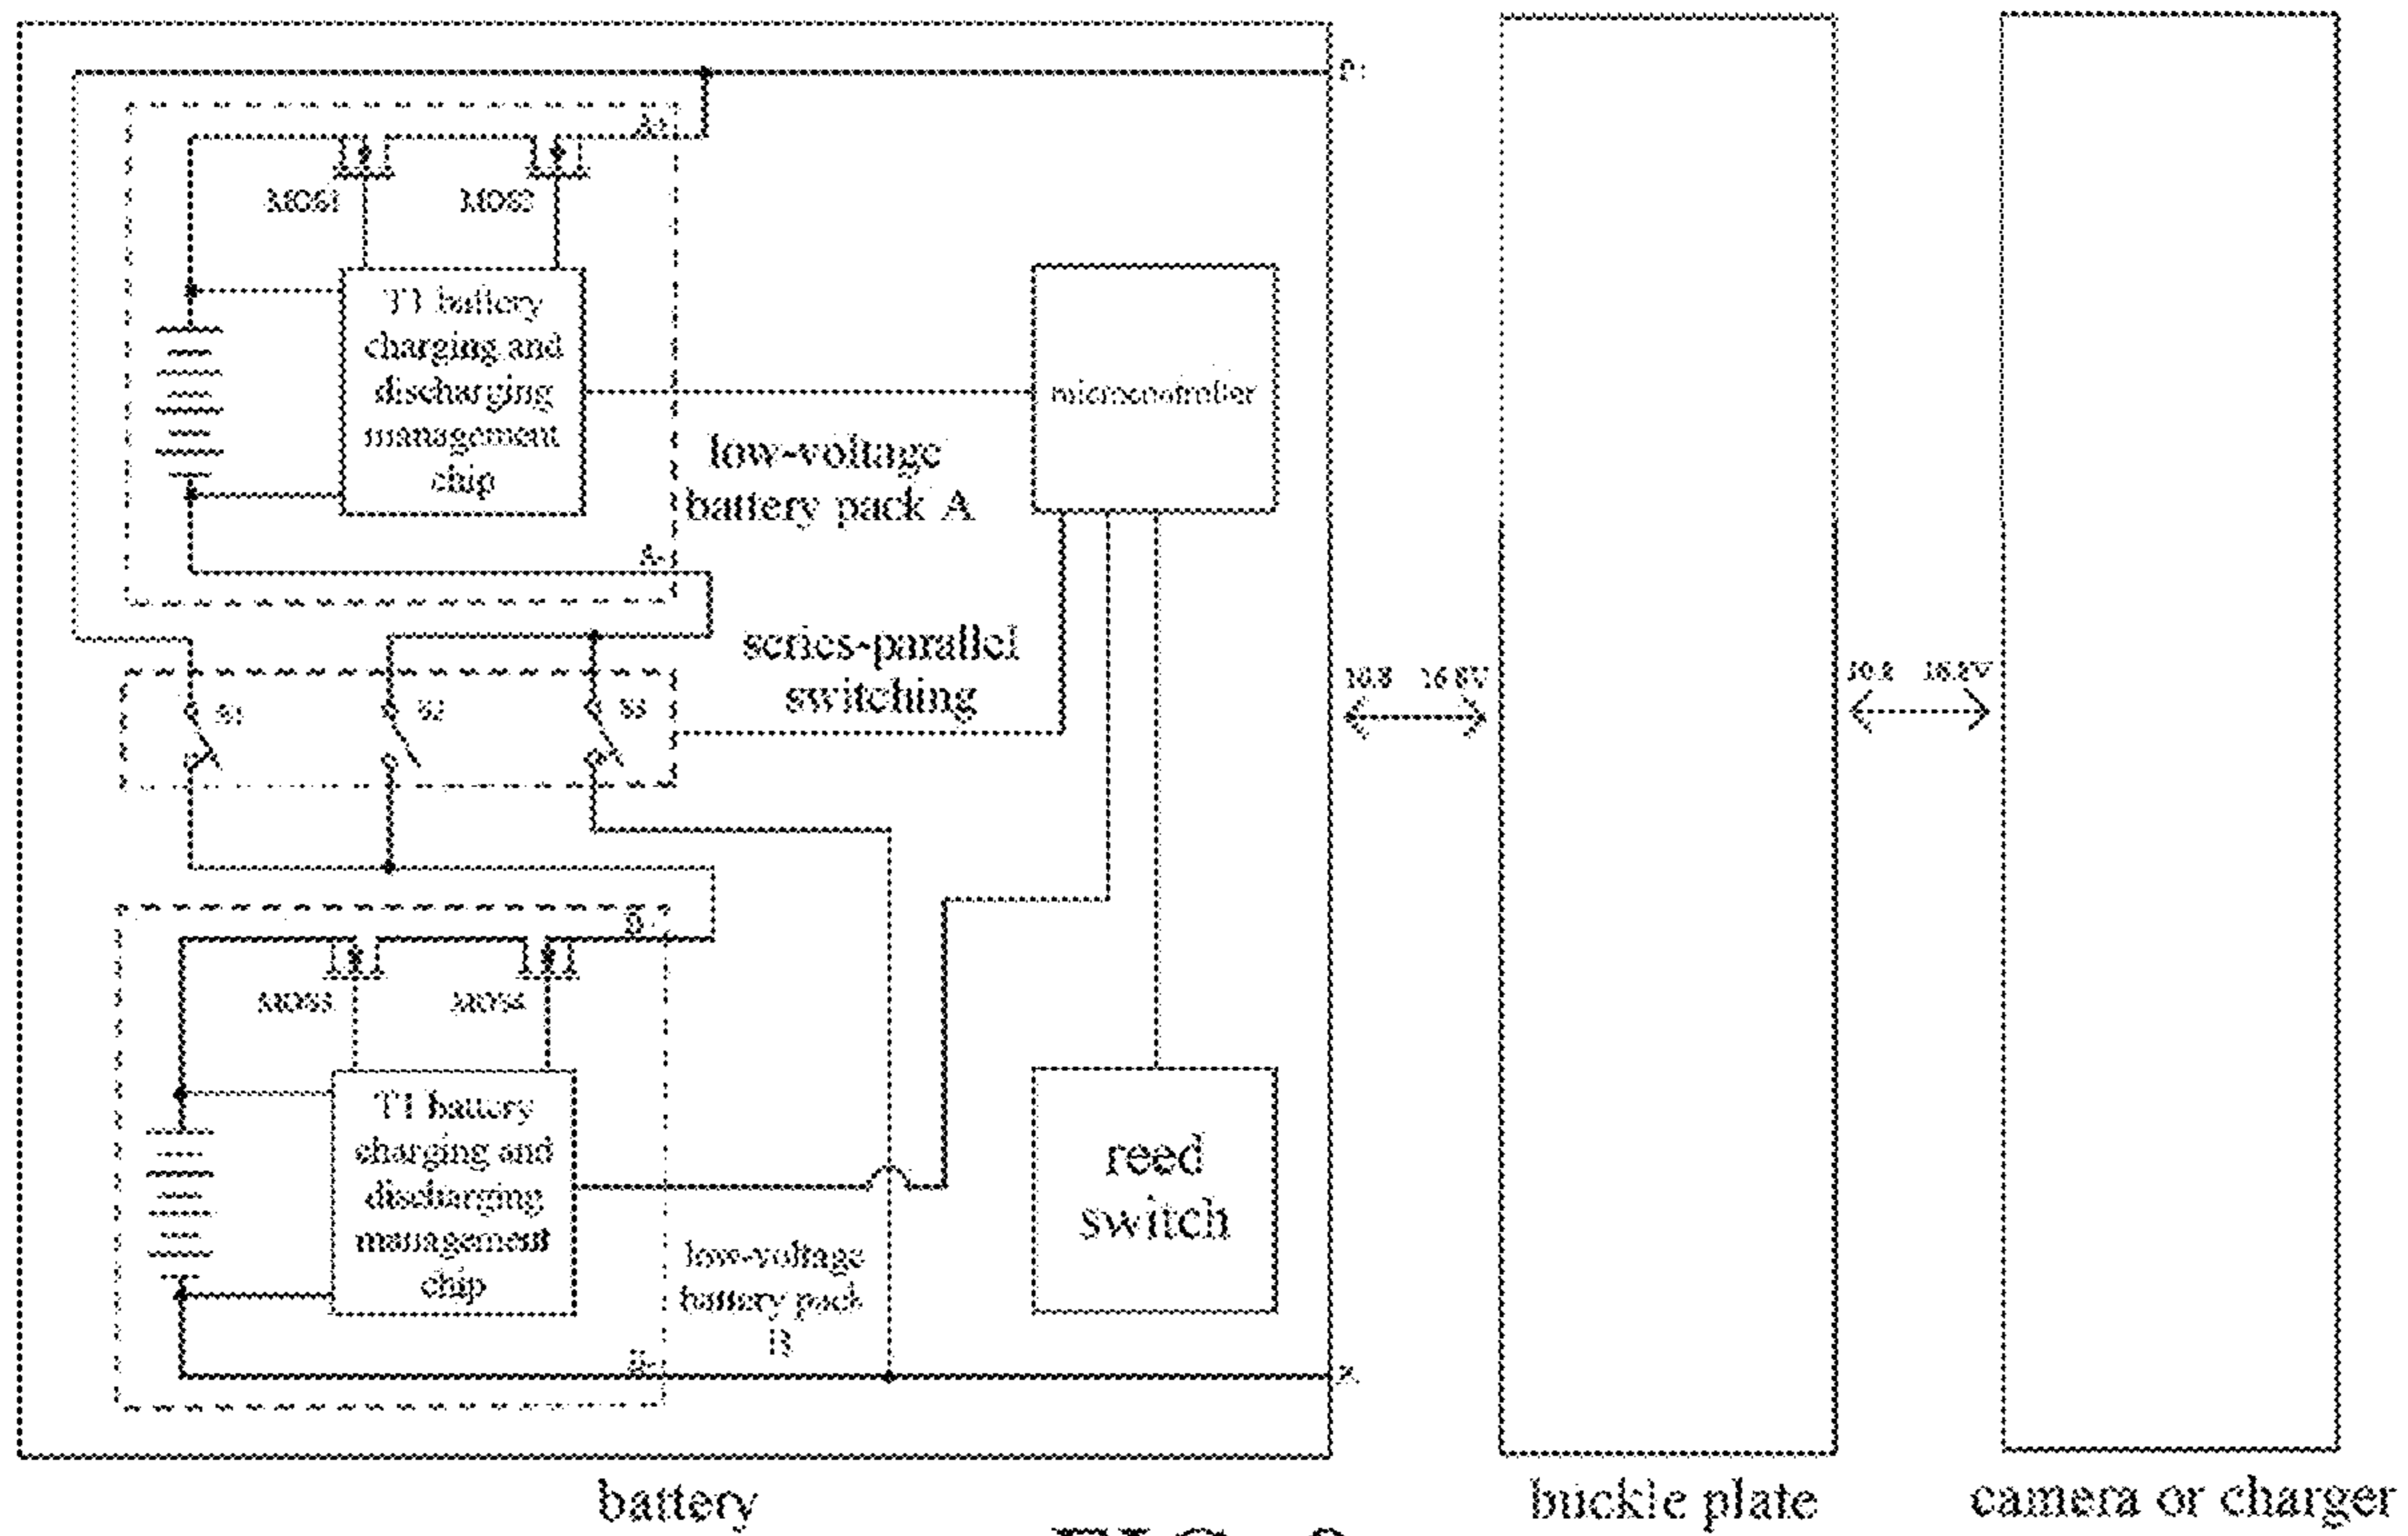 MOS1
MOS2
T1 battery
charging and
discharging
management
chip
microcontroller
low-voltage
battery pack A
A-
series-parallel
switching
S1
S2
S3
10.8 16.8V
10.8 16.8V
MOS3
MOS4
T1 battery
charging and
discharging
management
chip
reed
switch
low-voltage
battery pack
B
B-
battery
buckle plate
camera or charger